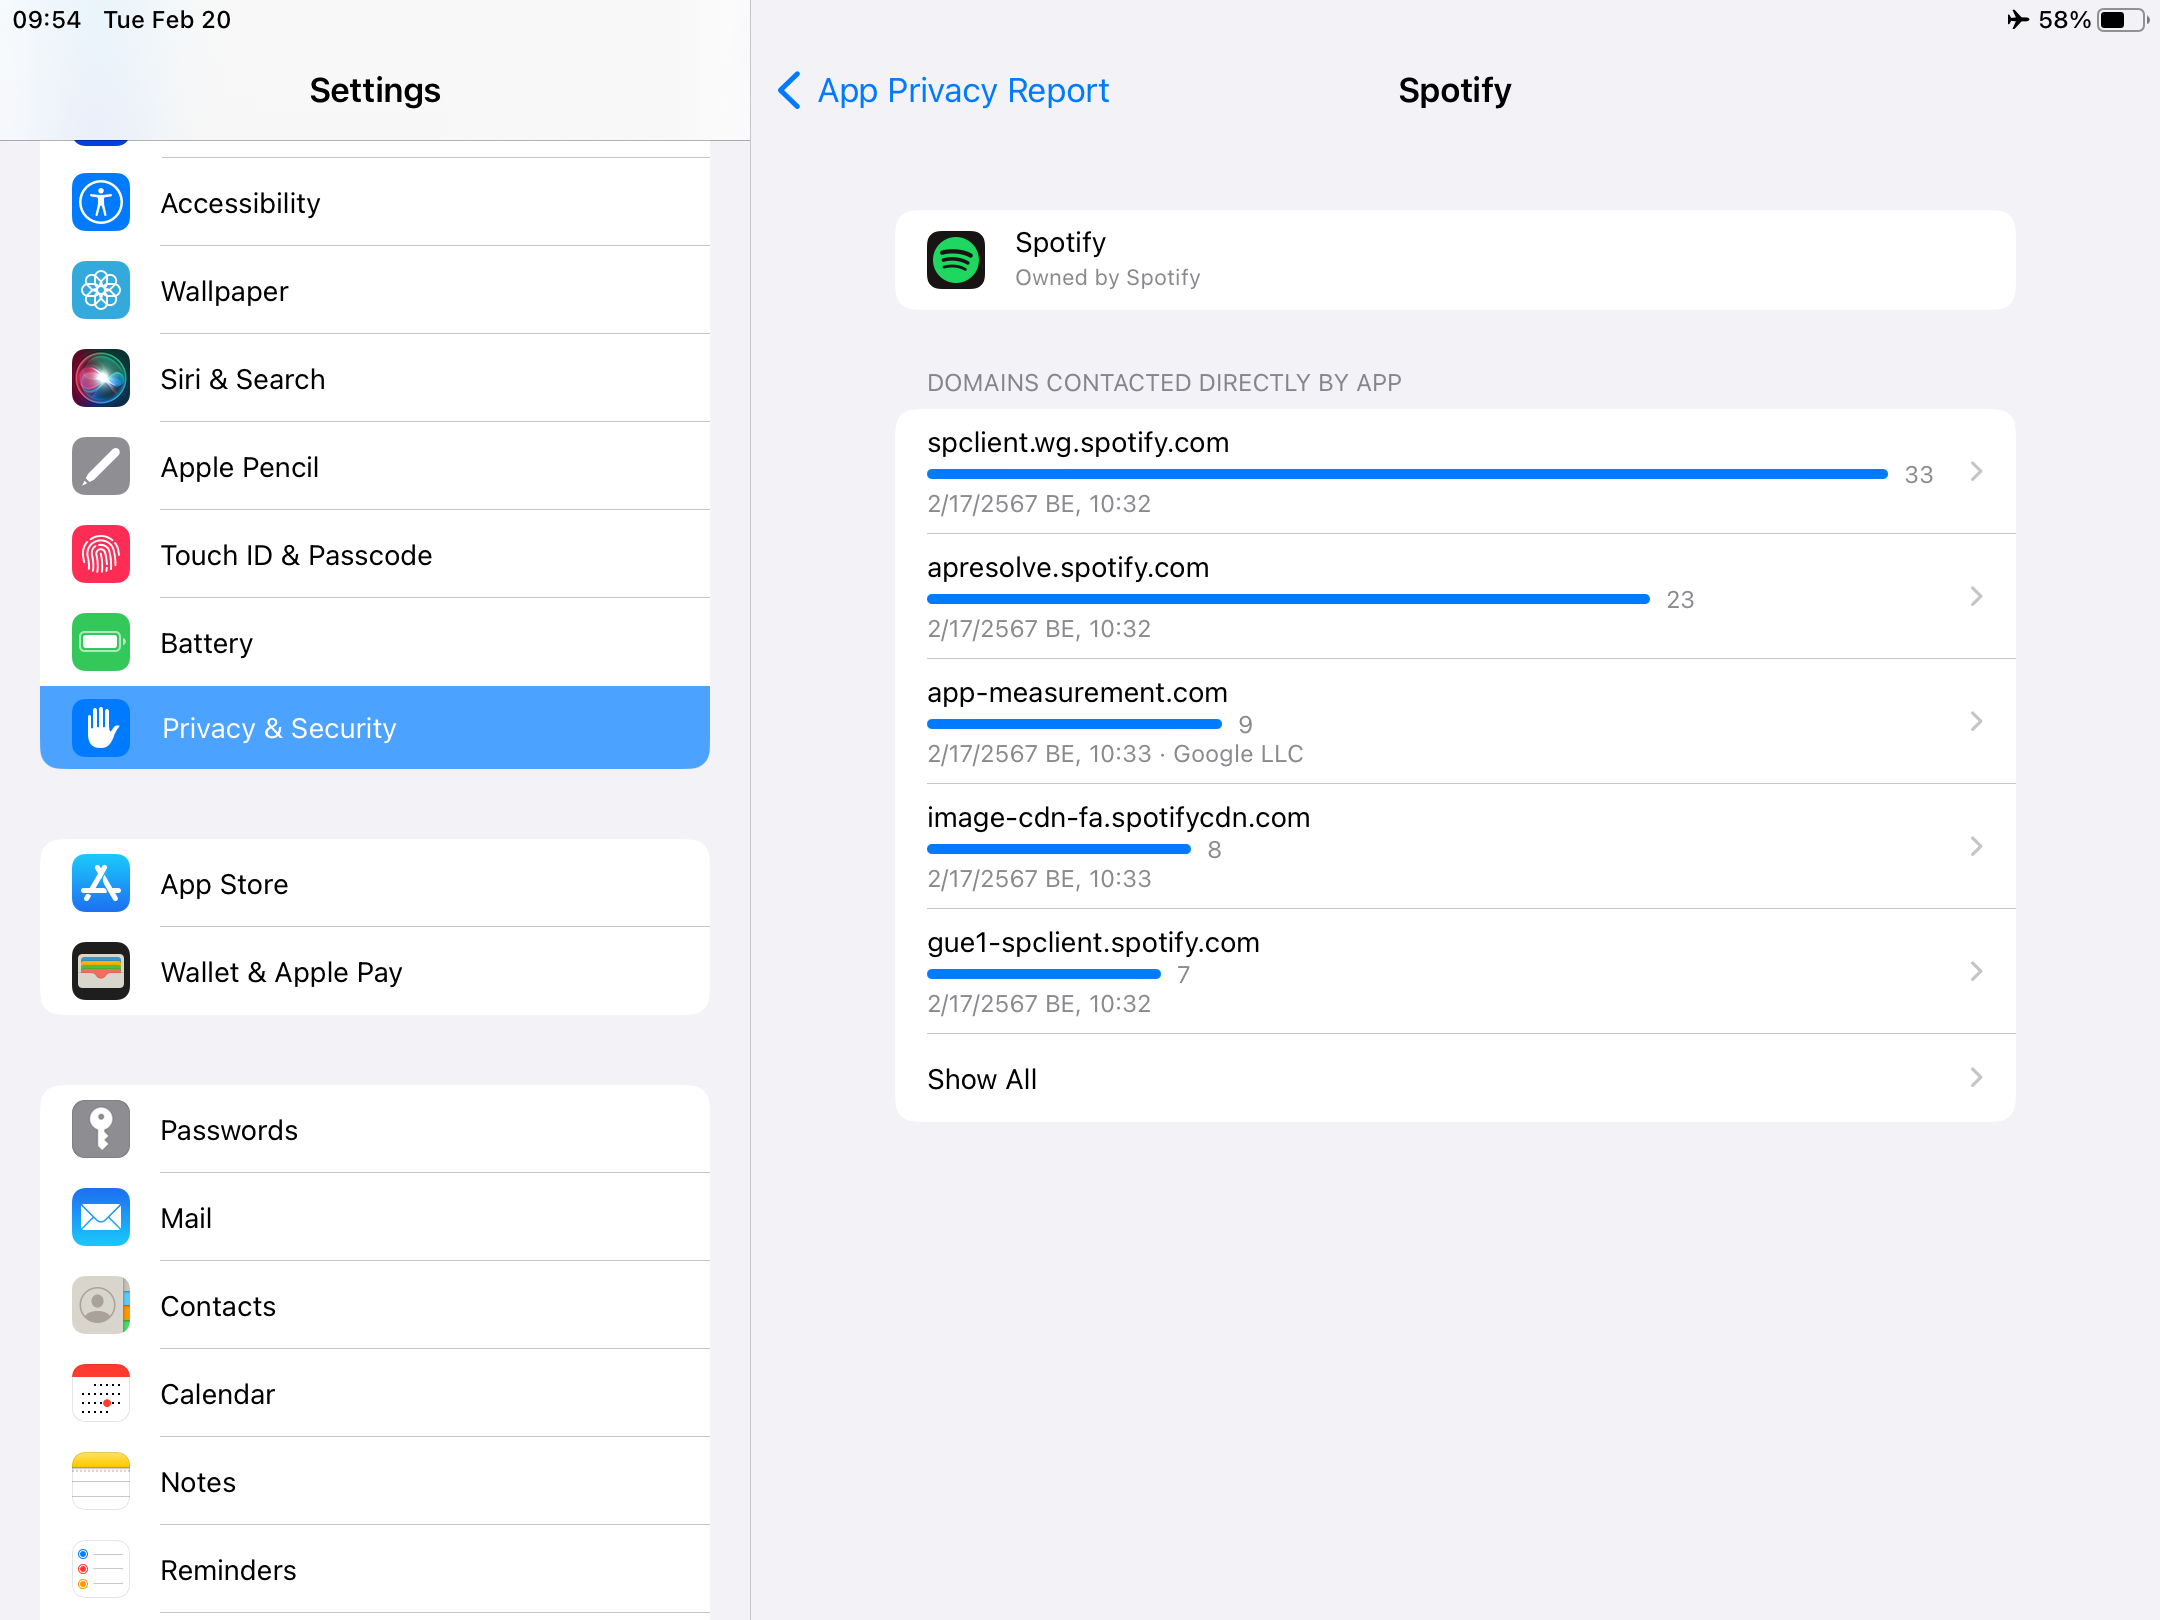 09:54 Tue Feb 20
58%
Settings
Accessibility
Wallpaper
Siri & Search
Apple Pencil
Touch ID & Passcode
Battery
Privacy & Security
App Store
Wallet & Apple Pay
Passwords
Mail
Contacts
Calendar
Notes
Reminders
App Privacy Report
Spotify
Spotify
Owned by Spotify
DOMAINS CONTACTED DIRECTLY BY APP
spclient.wg.spotify.com
33
2/17/2567 BE, 10:32
apresolve.spotify.com
23
2/17/2567 BE, 10:32
app-measurement.com
9
2/17/2567 BE, 10:33 · Google LLC
image-cdn-fa.spotifycdn.com
8
2/17/2567 BE, 10:33
gue1-spclient.spotify.com
7
2/17/2567 BE, 10:32
Show All